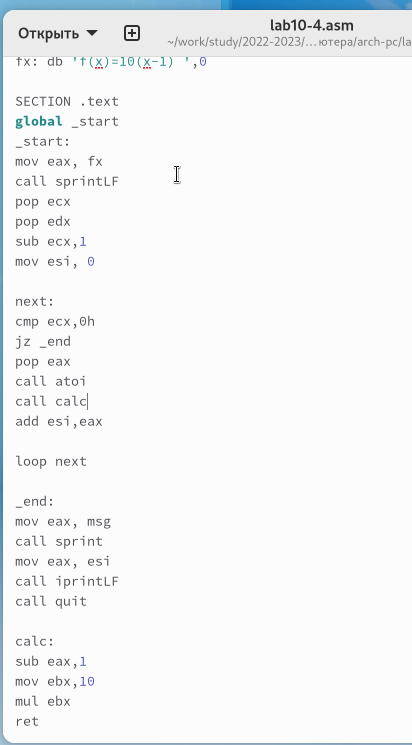 Открыть
lab10-4.asm
~/work/study/2022-2023/… ютера/arch-pc/la
fx: db 'f(x)=10(x-1) ',0
SECTION .text
global _start
_start:
mov eax, fx
call sprintLF
pop ecx
pop edx
sub ecx,1
mov esi, 0
next:
cmp ecx,0h
jz _end
pop eax
call atoi
call calc
add esi,eax
loop next
_end:
mov eax, msg
call sprint
mov eax, esi
call iprintLF
call quit
calc:
sub eax,1
mov ebx,10
mul ebx
ret